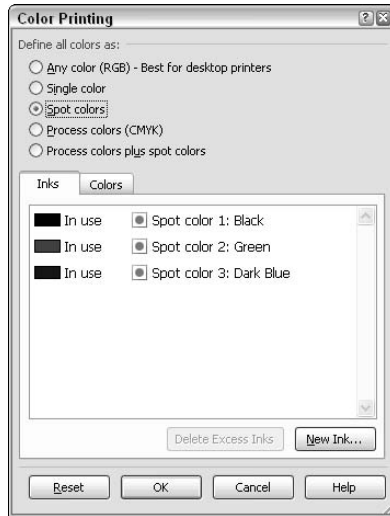 Color Printing
Define all colors as:
Any color (RGB) - Best for desktop printers
Single color
Spot colors
Process colors (CMYK)
Process colors plus spot colors
Inks Colors
In use Spot color 1: Black
In use Spot color 2: Green
In use Spot color 3: Dark Blue
Delete Excess Inks New Ink...
Reset OK Cancel Help